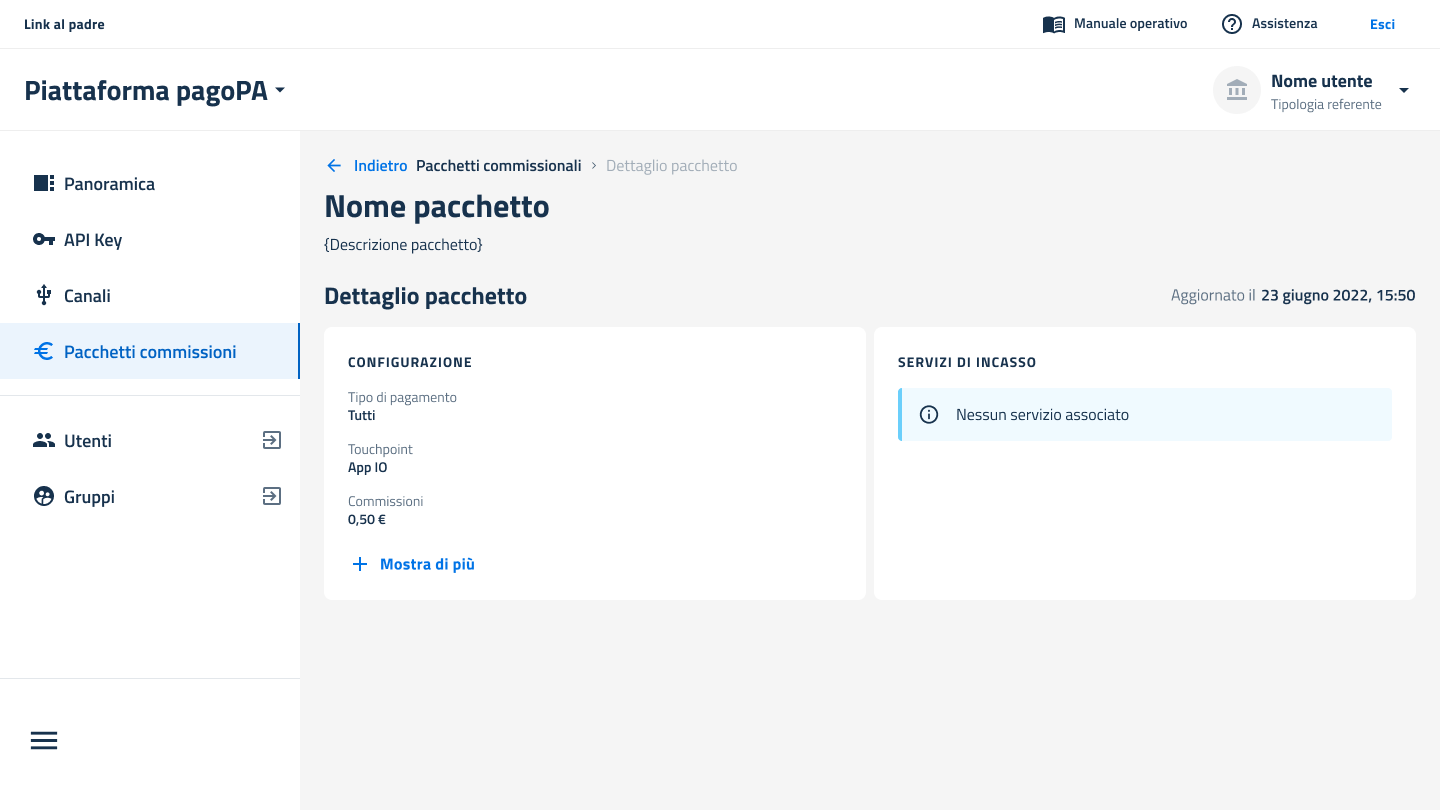 Link al padre
Manuale operativo
Assistenza
Esci
Piattaforma pagoPA
Nome utente
Tipologia referente
Panoramica
API Key
Canali
Pacchetti commissioni
Utenti
Gruppi
Indietro Pacchetti commissionali > Dettaglio pacchetto
Nome pacchetto
{Descrizione pacchetto}
Dettaglio pacchetto
Aggiornato il 23 giugno 2022, 15:50
CONFIGURAZIONE
Tipo di pagamento
Tutti
Touchpoint
App IO
Commissioni
0,50 €
Mostra di più
SERVIZI DI INCASSO
Nessun servizio associato